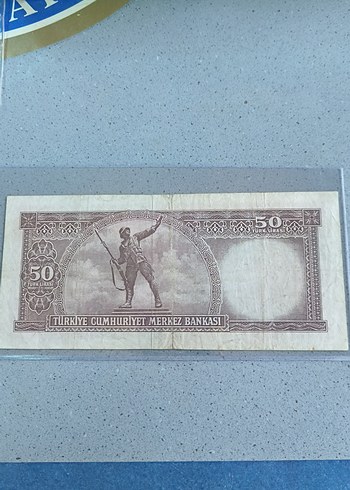 50
TÜRK LİRASI
50
TÜRK LİRASI
TÜRKİYE CUMHURİYET MERKEZ BANKASI